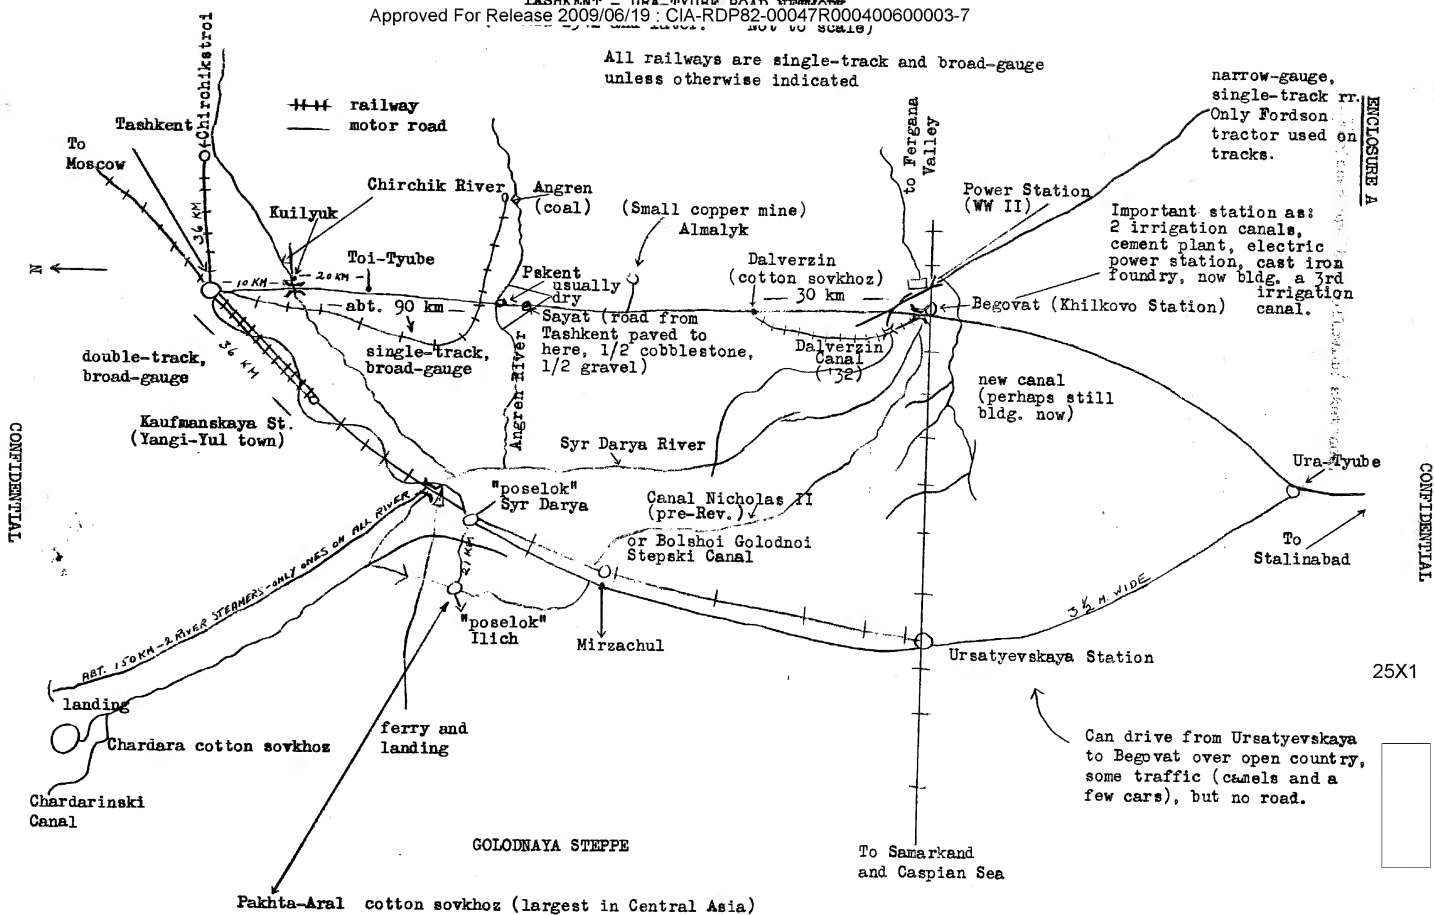 TASHKENT - URA-TYUBE ROAD
Approved For Release 2009/06/19 : CIA-RDP82-00047R000400600003-7
Not to scale)
All railways are single-track and broad-gauge
unless otherwise indicated
railway
motor road
Chirchikstroi
Tashkent
To
Moscow
36 KM
N
Kuilyuk
Chirchik River
Angren
(coal)
(Small copper mine)
Almalyk
to Fergana
Valley
narrow-gauge,
single-track rr.
Only Fordson
tractor used on
tracks.
ENCLOSURE A
Power Station
(WW II)
Important station as:
2 irrigation canals,
cement plant, electric
power station, cast iron
foundry, now bldg. a 3rd
irrigation
canal.
-10 KM-
-20 KM-
Toi-Tyube
abt. 90 km
Pskent
usually
dry
Sayat (road from
Tashkent paved to
here, 1/2 cobblestone,
1/2 gravel)
Dalverzin
(cotton sovkhoz)
30 km
Begovat (Khilkovo Station)
Dalverzin
Canal
('32)
single-track,
broad-gauge
double-track,
broad-gauge
36 KM
Kaufmanskaya St.
(Yangi-Yul town)
Angren River
new canal
(perhaps still
bldg. now)
Syr Darya River
Ura-Tyube
To
Stalinabad
CONFIDENTIAL
CONFIDENTIAL
"poselok"
Syr Darya
Canal Nicholas II
(pre-Rev.)
or Bolshoi Golodnoi
Stepski Canal
21 KM
"poselok"
Ilich
Mirzachul
3 ½ M. WIDE
Ursatyevskaya Station
ABT. 150 KM-2 RIVER STEAMERS-ONLY ONES ON ALL RIVER
landing
Chardara cotton sovkhoz
Chardarinski
Canal
ferry and
landing
25X1
Can drive from Ursatyevskaya
to Begovat over open country,
some traffic (camels and a
few cars), but no road.
GOLODNAYA STEPPE
To Samarkand
and Caspian Sea
Pakhta-Aral cotton sovkhoz (largest in Central Asia)